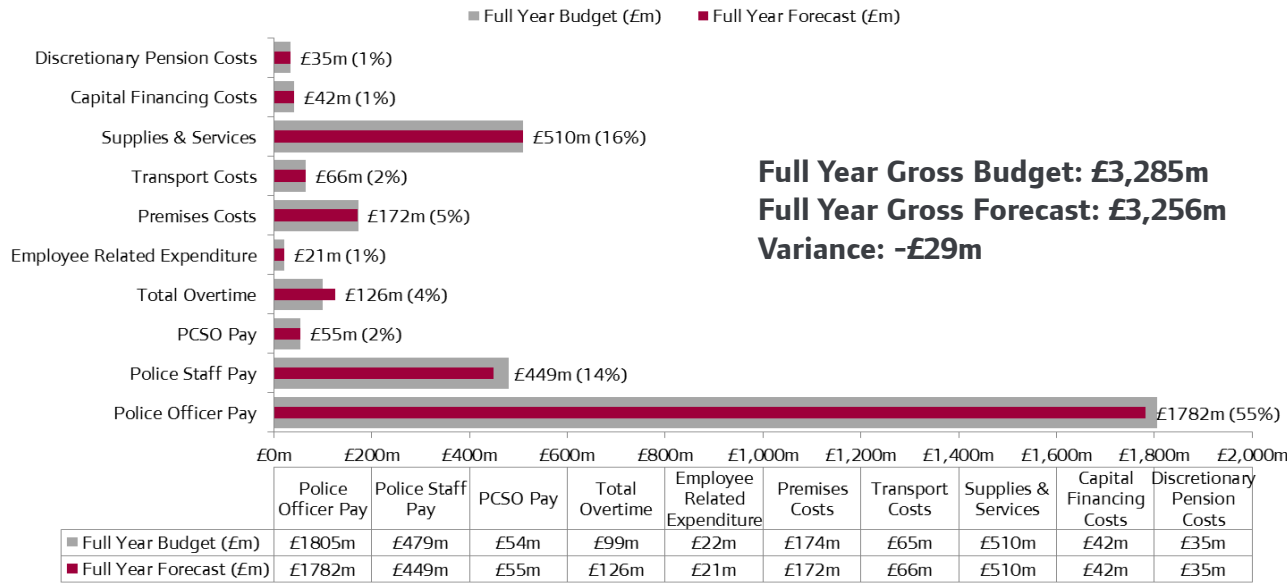 Full Year Budget (£m) Full Year Forecast (£m)
Discretionary Pension Costs £35m (1%)
Capital Financing Costs £42m (1%)
Supplies & Services £510m (16%)
Transport Costs £66m (2%)
Premises Costs £172m (5%)
Employee Related Expenditure £21m (1%)
Total Overtime £126m (4%)
PCSO Pay £55m (2%)
Police Staff Pay £449m (14%)
Police Officer Pay £1782m (55%)
Full Year Gross Budget: £3,285m
Full Year Gross Forecast: £3,256m
Variance: -£29m
£0m £200m £400m £600m £800m £1,000m £1,200m £1,400m £1,600m £1,800m £2,000m
Police Officer Pay Police Staff Pay PCSO Pay Total Overtime Employee Related Expenditure Premises Costs Transport Costs Supplies & Services Capital Financing Costs Discretionary Pension Costs
Full Year Budget (£m) £1805m £479m £54m £99m £22m £174m £65m £510m £42m £35m
Full Year Forecast (£m) £1782m £449m £55m £126m £21m £172m £66m £510m £42m £35m